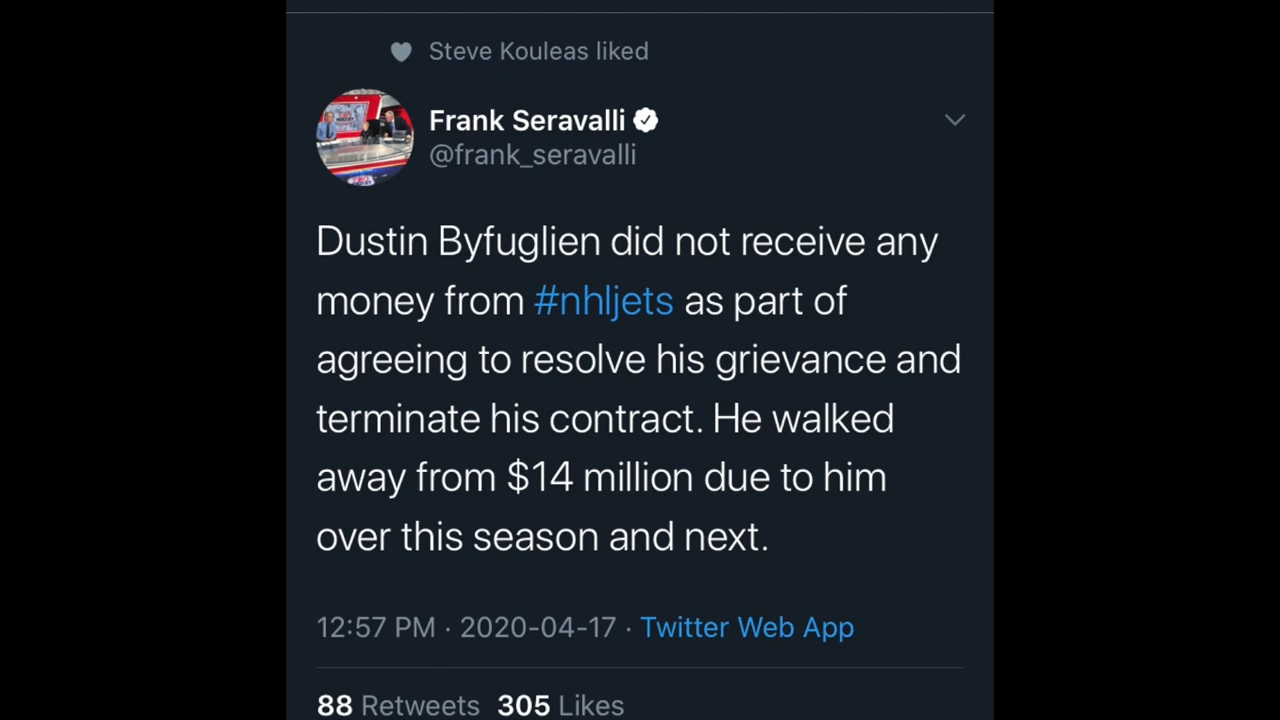 Steve Kouleas liked
Frank Seravalli
@frank_seravalli
Dustin Byfuglien did not receive any
money from #nhljets as part of
agreeing to resolve his grievance and
terminate his contract. He walked
away from $14 million due to him
over this season and next.
12:57 PM · 2020-04-17 · Twitter Web App
88 Retweets 305 Likes